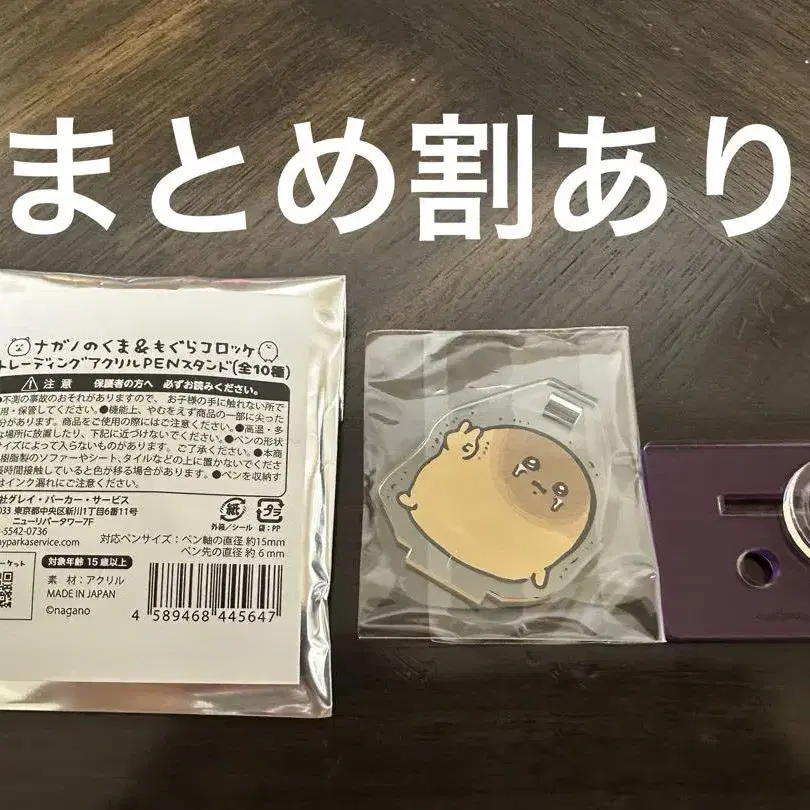 まとめ割あり
ナガノのくま&もぐらコロッケ
トレーディングアクリルPENスタンド(全10種)
注意 保護者の方へ 必ずお読みください。
●不測の事故のおそれがありますので、お子様の手に触れない所で
用・保管してください。●機能上、やむをえず商品の一部に尖った
分があります。商品をご使用の際にはご注意ください。●高温・多
な場所に放置したり、下記に近づけないでください。●ペンの形状
サイズによって入らないものがあります。ご了承ください。●本商
樹脂製のソファーやシート、タイルなどの上に置かないでくださ
長時間接触していると色が移る場合があります。●ペンを収納す
はインク漏れにご注意ください。
社グレイ・パーカー・サービス
033 東京都中央区新川1丁目6番11号
ニューリバータワー7F
-5542-0736
yparkaservice.com
紙
外箱/シール
プラ
袋:PP
対応ペンサイズ:ペン軸の直径 約15mm
ペン先の直径 約6mm
ーケット
対象年齢 15歳以上
素 材:アクリル
MADE IN JAPAN
©nagano
4 589468 445647